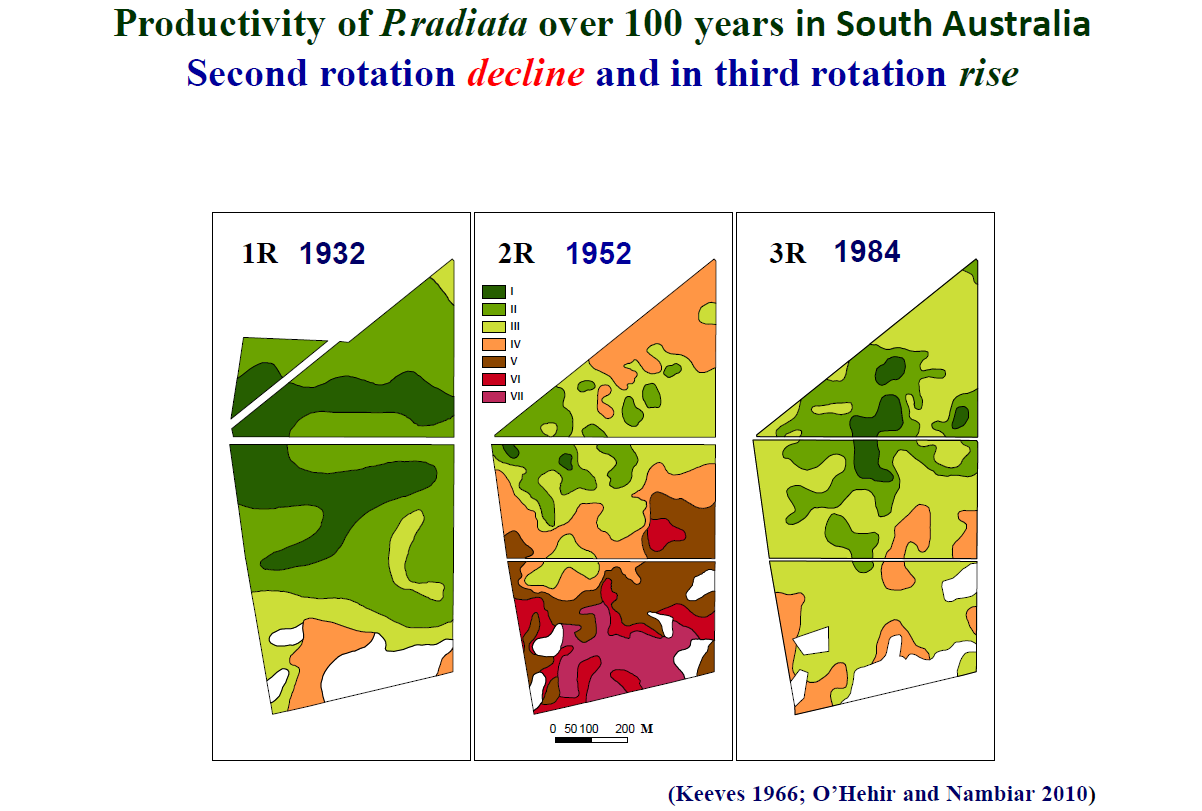 Productivity of P.radiata over 100 years in South Australia
Second rotation decline and in third rotation rise
1R 1932
2R 1952
3R 1984
I
II
III
IV
V
VI
VII
0 50 100 200 M
(Keeves 1966; O’Hehir and Nambiar 2010)